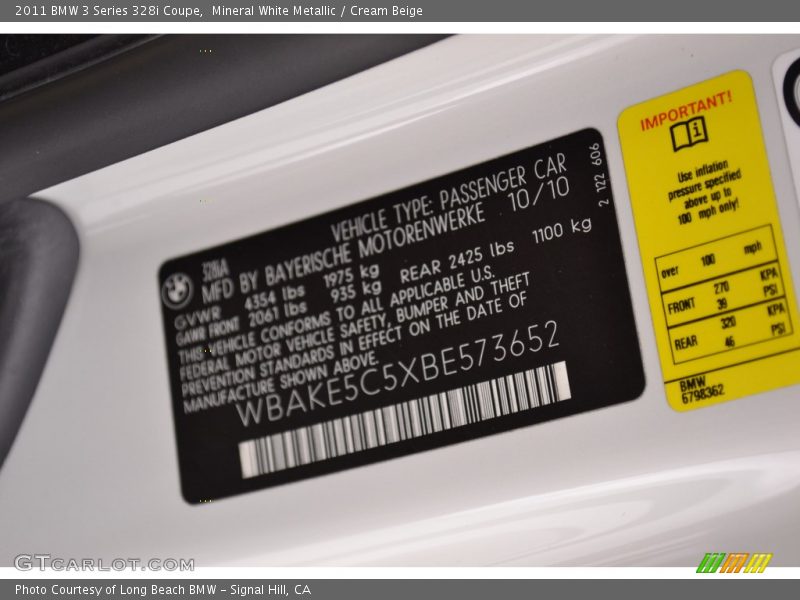 2011 BMW 3 Series 328i Coupe, Mineral White Metallic / Cream Beige
328iA
VEHICLE TYPE: PASSENGER CAR
MFD BY BAYERISCHE MOTORENWERKE 10/10
GVWR 4354 lbs 1975 kg
GAWR FRONT 2061 lbs 935 kg REAR 2425 lbs 1100 kg
THIS VEHICLE CONFORMS TO ALL APPLICABLE U.S.
FEDERAL MOTOR VEHICLE SAFETY, BUMPER AND THEFT
PREVENTION STANDARDS IN EFFECT ON THE DATE OF
MANUFACTURE SHOWN ABOVE.
WBAKE5C5XBE573652
2 122 606
IMPORTANT!
i
Use inflation
pressure specified
above up to
100 mph only!
over 100 mph
FRONT 270 KPA
39 PSI
REAR 320 KPA
46 PSI
BMW
6798362
GTCARLOT.COM
Photo Courtesy of Long Beach BMW - Signal Hill, CA